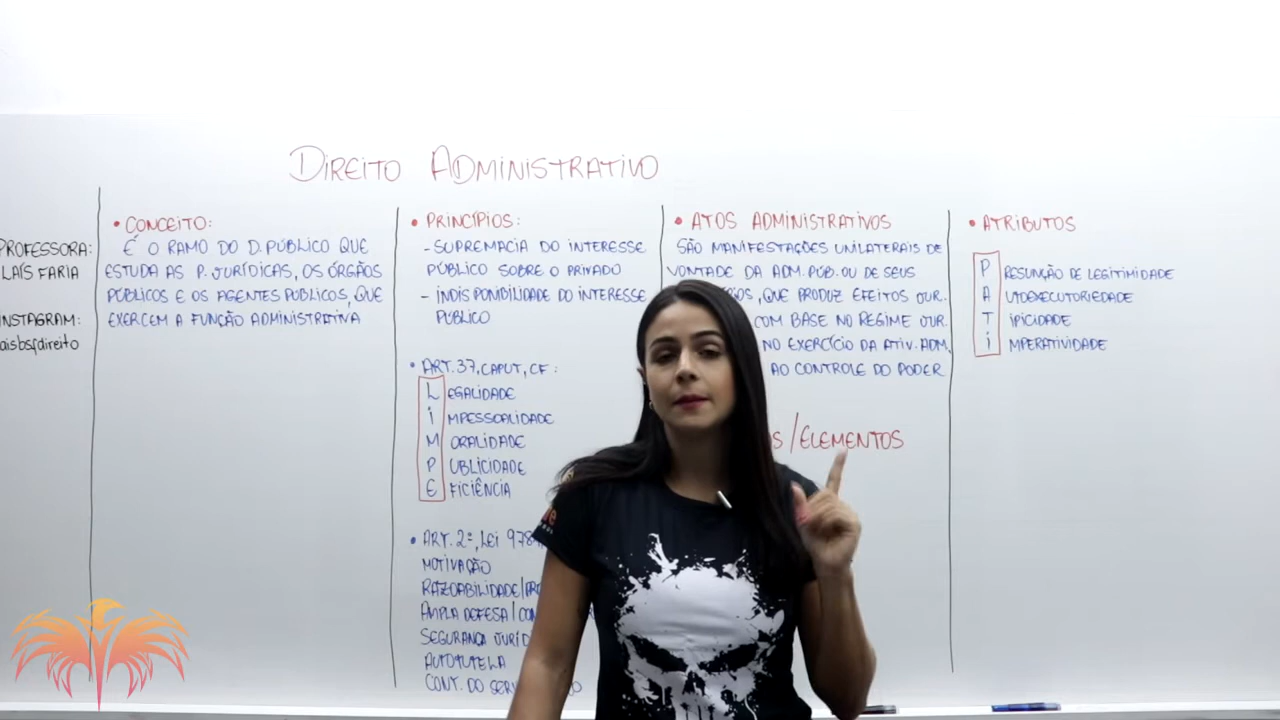 DIREITO ADMINISTRATIVO
PROFESSORA:
LAÍS FARIA
INSTAGRAM:
aisbsfdireito
• CONCEITO:
É O RAMO DO D. PÚBLICO QUE
ESTUDA AS P. JURÍDICAS, OS ÓRGÃOS
PÚBLICOS E OS AGENTES PÚBLICOS, QUE
EXERCEM A FUNÇÃO ADMINISTRATIVA
• PRINCÍPIOS:
- SUPREMACIA DO INTERESSE
PÚBLICO SOBRE O PRIVADO
- INDISPONIBILIDADE DO INTERESSE
PÚBLICO
• ART. 37, CAPUT, CF:
LEGALIDADE
IMPESSOALIDADE
MORALIDADE
PUBLICIDADE
EFICIÊNCIA
• ART. 2º, LEI 978
MOTIVAÇÃO
RAZOABILIDADE/
AMPLA DEFESA/
SEGURANÇA
AUTOTUTELA
CONT. DO
• ATOS ADMINISTRATIVOS
SÃO MANIFESTAÇÕES UNILATERAIS DE
VONTADE DA ADM. PÚB. OU DE SEUS
, QUE PRODUZ EFEITOS JUR.
COM BASE NO REGIME JUR.
NO EXERCÍCIO DA ATIV. ADM.
AO CONTROLE DO PODER
S/ELEMENTOS
• ATRIBUTOS
PRESUNÇÃO DE LEGITIMIDADE
AUTOEXECUTORIEDADE
TIPICIDADE
IMPERATIVIDADE